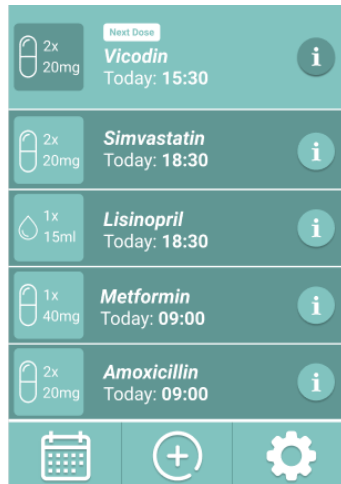 Next Dose
2x
20mg
Vicodin
Today: 15:30
i
2x
20mg
Simvastatin
Today: 18:30
i
1x
15ml
Lisinopril
Today: 18:30
i
1x
40mg
Metformin
Today: 09:00
i
2x
20mg
Amoxicillin
Today: 09:00
i